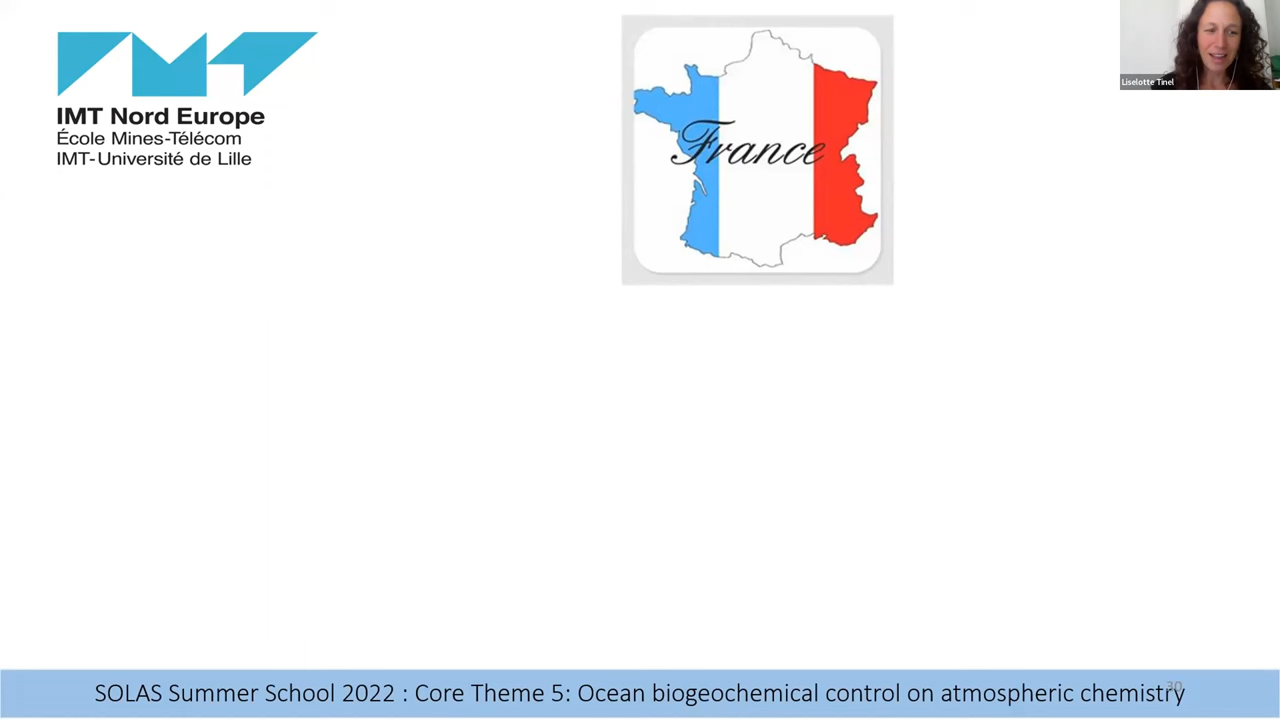 IMT Nord Europe
École Mines-Télécom
IMT-Université de Lille
France
Liselotte Tinel
SOLAS Summer School 2022 : Core Theme 5: Ocean biogeochemical control on atmospheric chemistry
30